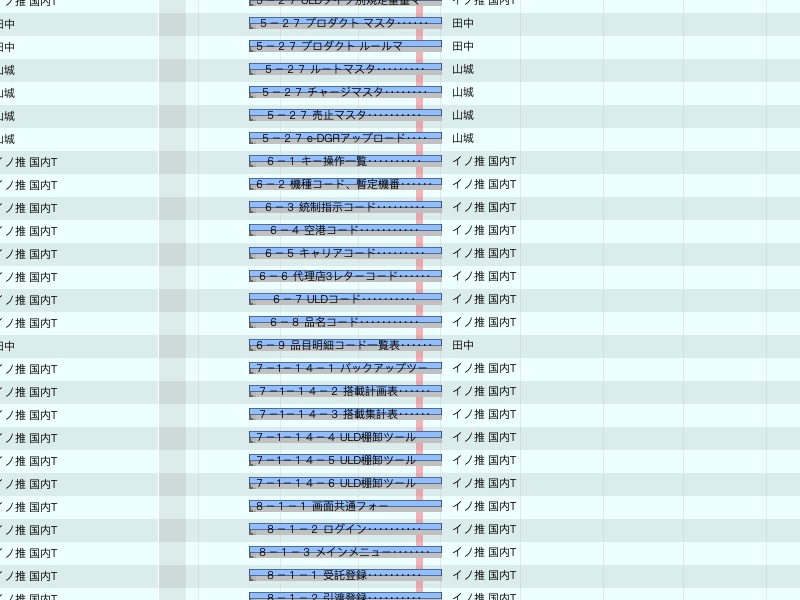 田中 5－２７ プロダクト マスタ‥‥‥ 田中
田中 5－２７ プロダクト ルールマ 田中
山城 5－２７ ルートマスタ‥‥‥‥‥ 山城
山城 5－２７ チャージマスタ‥‥‥‥ 山城
山城 5－２７ 売止マスタ‥‥‥‥‥ 山城
山城 5－２７ e-DGRアップロード‥‥ 山城
イノ推 国内T 6－１ キー操作一覧‥‥‥‥‥ イノ推 国内T
イノ推 国内T 6－２ 機種コード、暫定機番‥‥‥ イノ推 国内T
イノ推 国内T 6－３ 統制指示コード‥‥‥‥‥ イノ推 国内T
イノ推 国内T 6－４ 空港コード‥‥‥‥‥‥ イノ推 国内T
イノ推 国内T 6－５ キャリアコード‥‥‥‥‥ イノ推 国内T
イノ推 国内T 6－６ 代理店3レターコード‥‥‥ イノ推 国内T
イノ推 国内T 6－７ ULDコード‥‥‥‥‥ イノ推 国内T
イノ推 国内T 6－８ 品名コード‥‥‥‥‥‥ イノ推 国内T
田中 6－９ 品目明細コード一覧表‥‥‥ 田中
イノ推 国内T 7－1－１４－１ バックアップツー イノ推 国内T
イノ推 国内T 7－1－１４－２ 搭載計画表‥‥‥ イノ推 国内T
イノ推 国内T 7－1－１４－３ 搭載集計表‥‥‥ イノ推 国内T
イノ推 国内T 7－1－１４－４ ULD棚卸ツール イノ推 国内T
イノ推 国内T 7－1－１４－５ ULD棚卸ツール イノ推 国内T
イノ推 国内T 7－1－１４－６ ULD棚卸ツール イノ推 国内T
イノ推 国内T 8－１－１ 画面共通フォー イノ推 国内T
イノ推 国内T 8－１－２ ログイン‥‥‥‥‥ イノ推 国内T
イノ推 国内T 8－１－３ メインメニュー‥‥‥‥ イノ推 国内T
イノ推 国内T 8－１－１ 受託登録‥‥‥‥‥ イノ推 国内T
イノ推 国内T 8－１－２ 引渡登録‥‥‥‥‥ イノ推 国内T